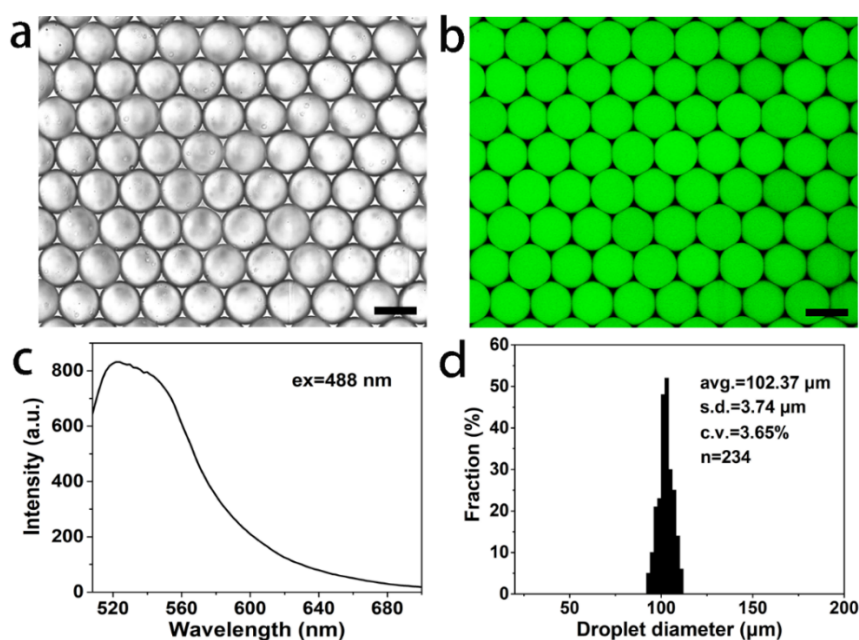 a
b
c
800
600
400
200
0
Intensity (a.u.)
ex=488 nm
520 560 600 640 680
Wavelength (nm)
d
60
50
40
30
20
10
0
Fraction (%)
avg.=102.37 μm
s.d.=3.74 μm
c.v.=3.65%
n=234
50 100 150 200
Droplet diameter (μm)